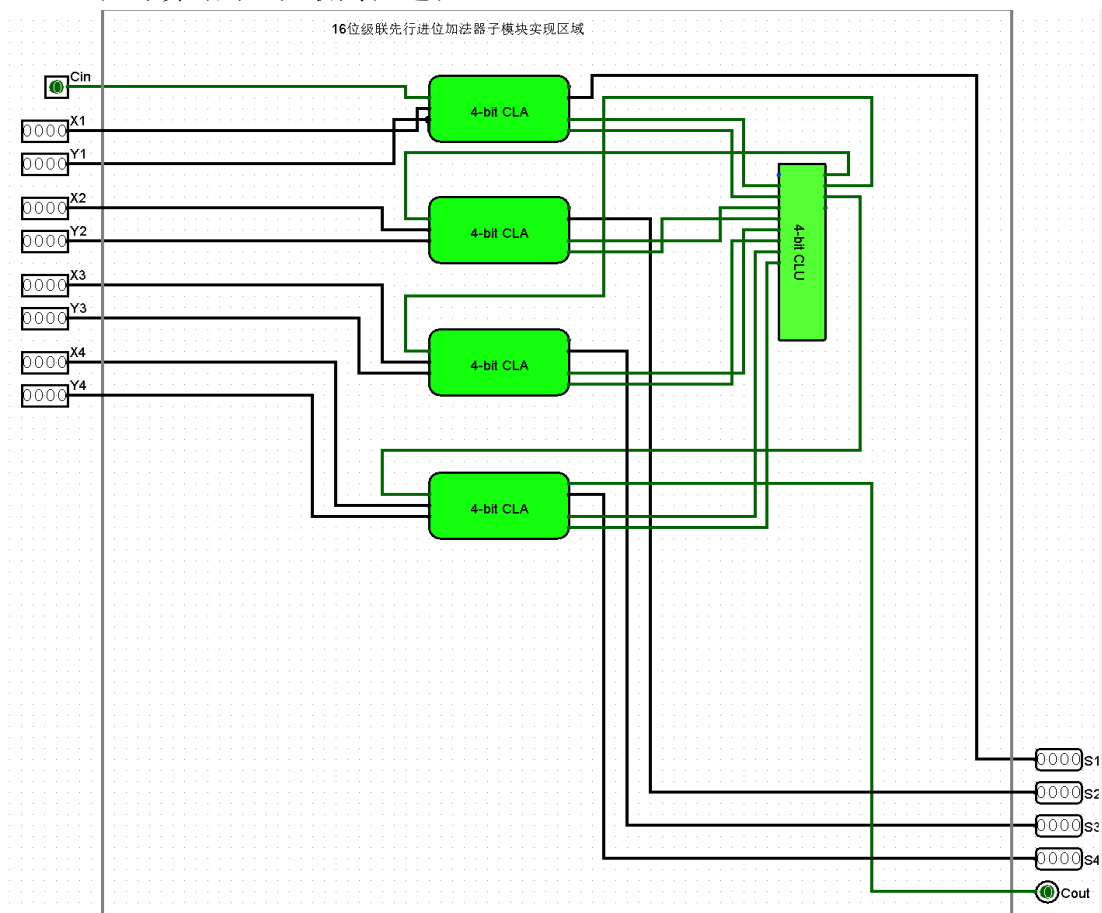 16位级联先行进位加法器子模块实现区域
Cin
4-bit CLA
0000 X1
0000 Y1
0000 X2
4-bit CLA
0000 Y2
4-bit CLU
0000 X3
0000 Y3
4-bit CLA
0000 X4
0000 Y4
4-bit CLA
0000 S1
0000 S2
0000 S3
0000 S4
0 Cout